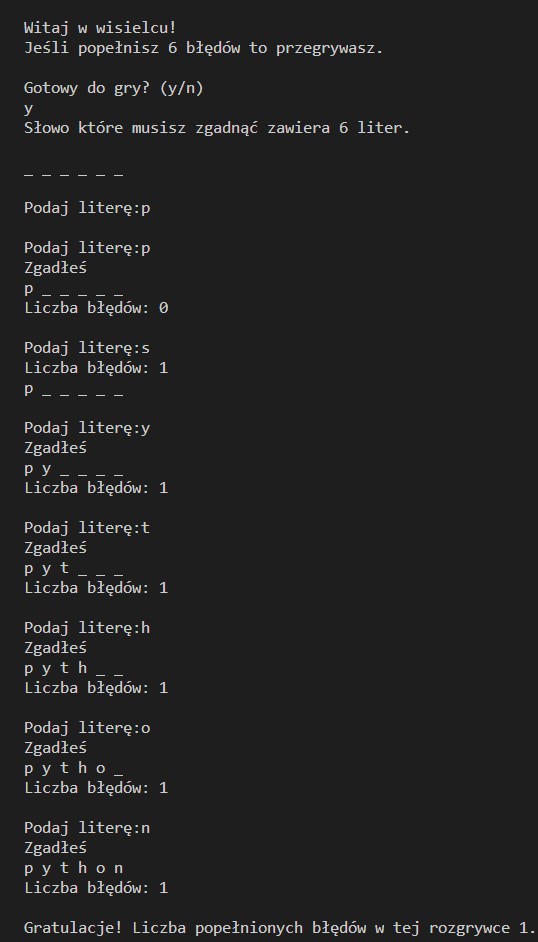 Witaj w wisielcu!
Jeśli popełnisz 6 błędów to przegrywasz.
Gotowy do gry? (y/n)
y
Słowo które musisz zgadnąć zawiera 6 liter.
_ _ _ _ _ _
Podaj literę:p
Podaj literę:p
Zgadłeś
p _ _ _ _ _
Liczba błędów: 0
Podaj literę:s
Liczba błędów: 1
p _ _ _ _ _
Podaj literę:y
Zgadłeś
p y _ _ _ _
Liczba błędów: 1
Podaj literę:t
Zgadłeś
p y t _ _ _
Liczba błędów: 1
Podaj literę:h
Zgadłeś
p y t h _ _
Liczba błędów: 1
Podaj literę:o
Zgadłeś
p y t h o _
Liczba błędów: 1
Podaj literę:n
Zgadłeś
p y t h o n
Liczba błędów: 1
Gratulacje! Liczba popełnionych błędów w tej rozgrywce 1.